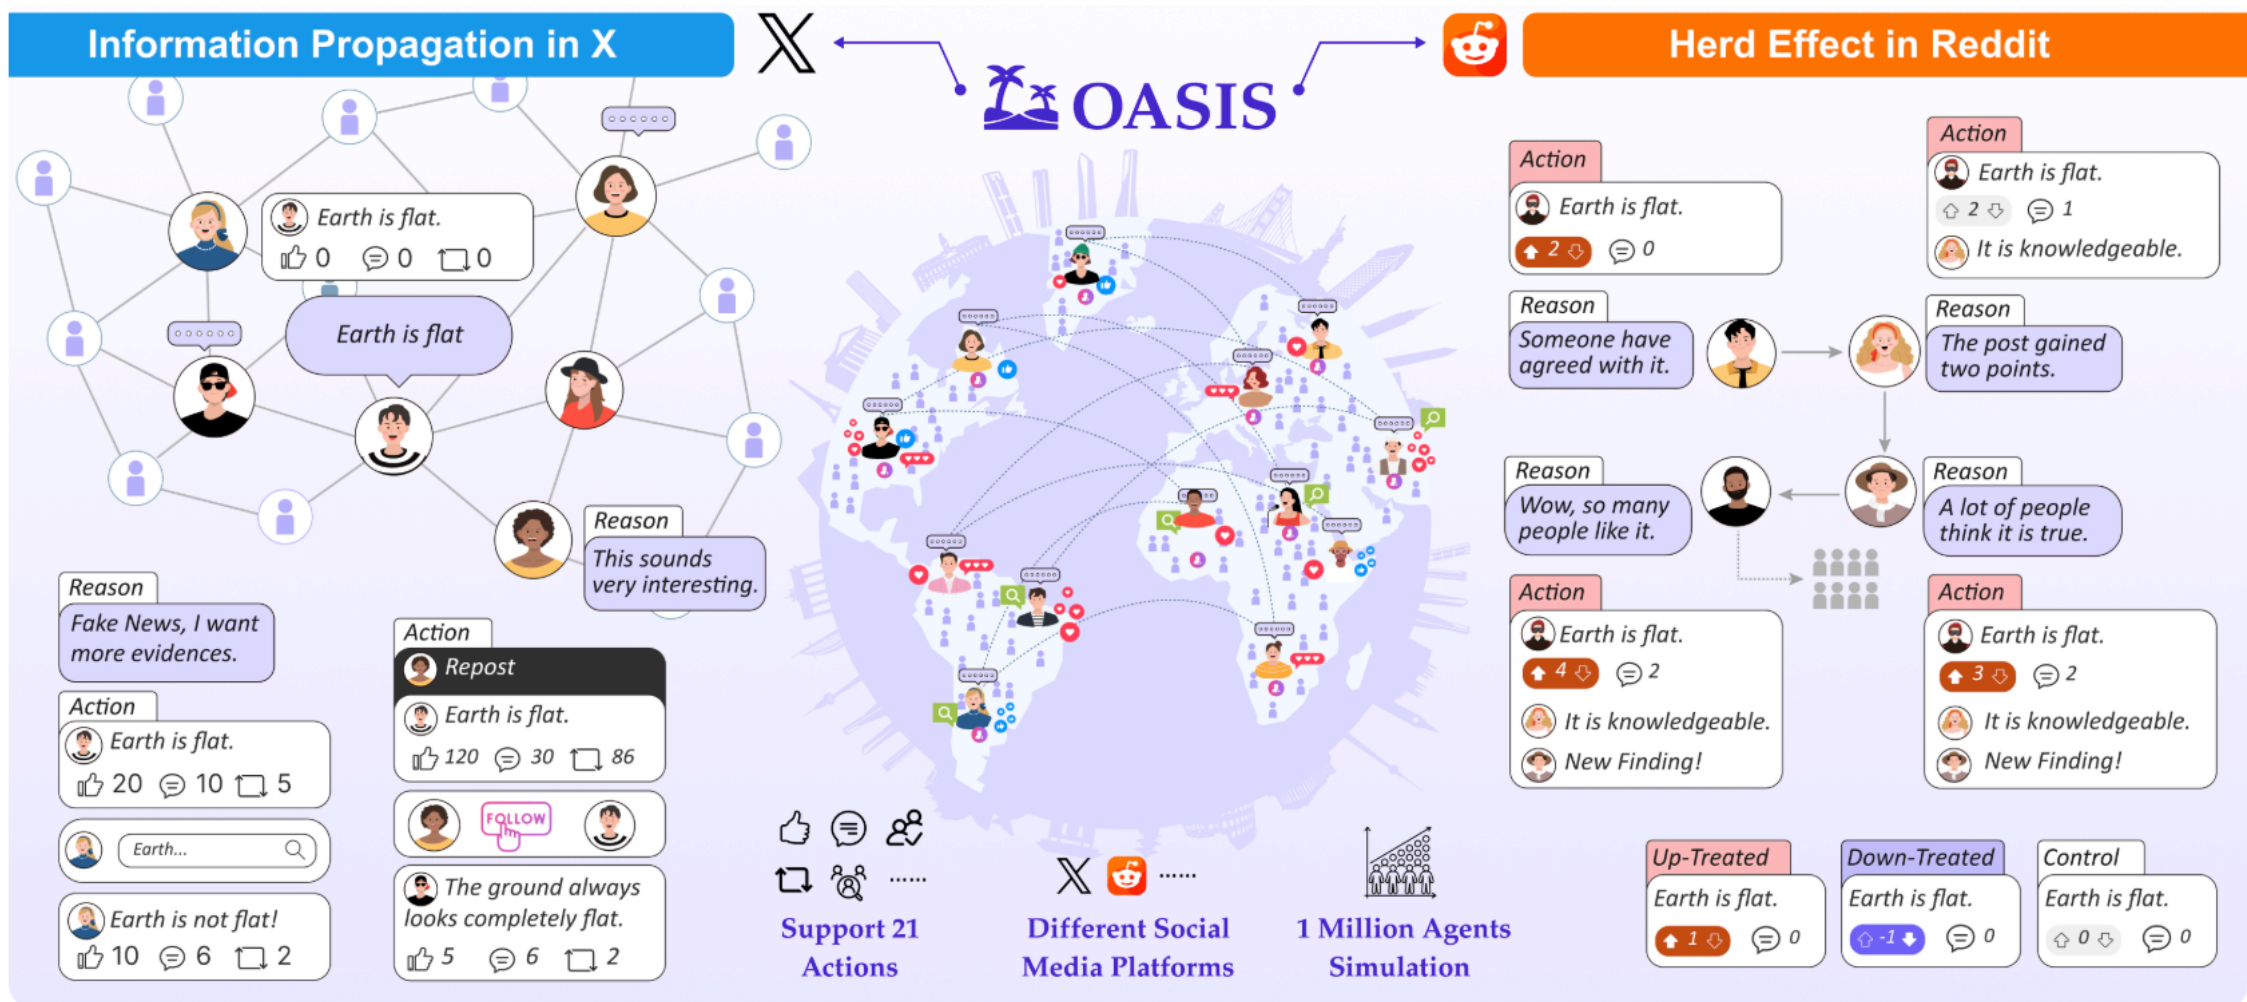 Information Propagation in X
X
OASIS
Herd Effect in Reddit
Earth is flat.
0 0 0
Earth is flat
Reason
This sounds
very interesting.
Reason
Fake News, I want
more evidences.
Action
Earth is flat.
20 10 5
Earth...
Earth is not flat!
10 6 2
Action
Repost
Earth is flat.
120 30 86
FOLLOW
The ground always
looks completely flat.
5 6 2
......
Support 21
Actions
X ......
Different Social
Media Platforms
1 Million Agents
Simulation
Action
Earth is flat.
2 0
Reason
Someone have
agreed with it.
Action
Earth is flat.
2 1
It is knowledgeable.
Reason
The post gained
two points.
Reason
Wow, so many
people like it.
Reason
A lot of people
think it is true.
Action
Earth is flat.
4 2
It is knowledgeable.
New Finding!
Action
Earth is flat.
3 2
It is knowledgeable.
New Finding!
Up-Treated
Earth is flat.
1 0
Down-Treated
Earth is flat.
-1 0
Control
Earth is flat.
0 0